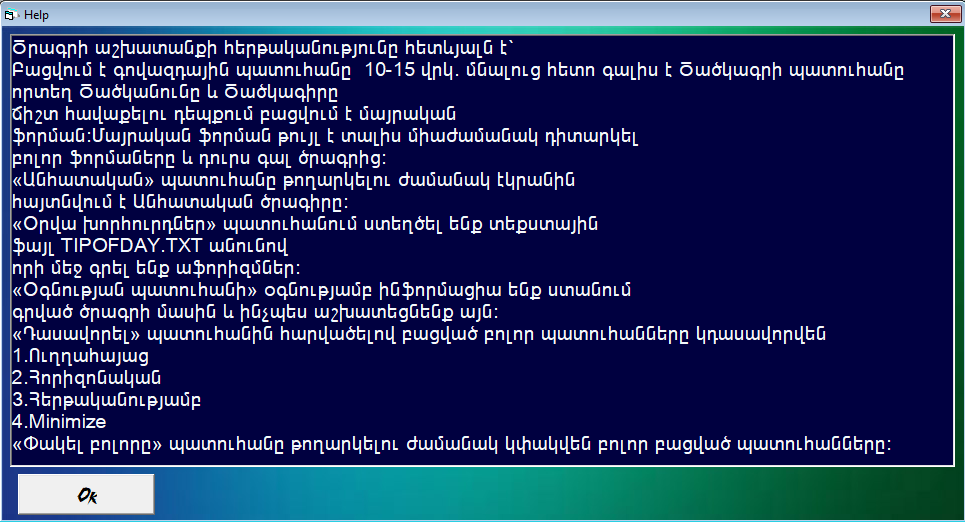 Help
Ծրագրի աշխատանքի հերթականությունը հետևյալն է՝
Բացվում է գովազդային պատուհանը  10-15 վրկ. մնալուց հետո գալիս է Ծածկագրի պատուհանը
որտեղ Ծածկանունը և Ծածկագիրը
ճիշտ հավաքելու դեպքում բացվում է մայրական
ֆորման:Մայրական ֆորման թույլ է տալիս միաժամանակ դիտարկել
բոլոր ֆորմաները և դուրս գալ ծրագրից:
«Անհատական» պատուհանը թողարկելու ժամանակ էկրանին
հայտնվում է Անհատական ծրագիրը:
«Օրվա խորհուրդներ» պատուհանում ստեղծել ենք տեքստային
ֆայլ TIPOFDAY.TXT անունով
որի մեջ գրել ենք աֆորիզմներ:
«Օգնության պատուհանի» օգնությամբ ինֆորմացիա ենք ստանում
գրված ծրագրի մասին և ինչպես աշխատեցնենք այն:
«Դասավորել» պատուհանին հարվածելով բացված բոլոր պատուհանները կդասավորվեն
1.Ուղղահայաց
2.Հորիզոնական
3.Հերթականությամբ
4.Minimize
«Փակել բոլորը» պատուհանը թողարկելու ժամանակ կփակվեն բոլոր բացված պատուհանները:
Ok